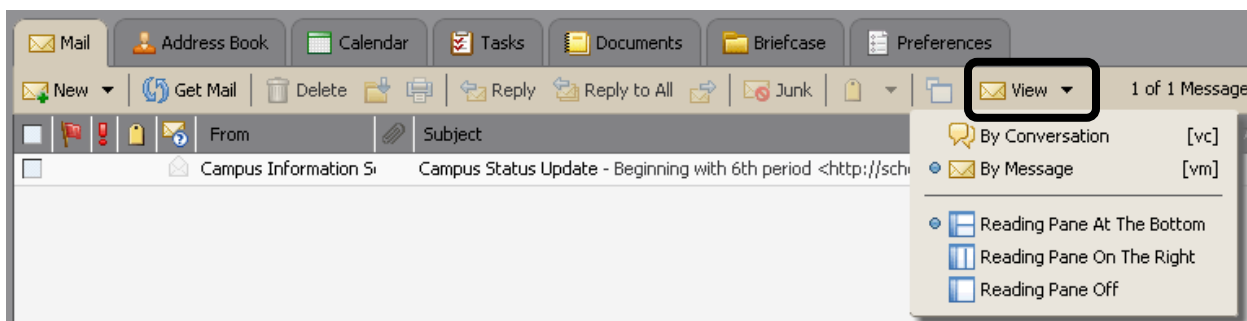 Mail Address Book Calendar Tasks Documents Briefcase Preferences
New Get Mail Delete Reply Reply to All Junk View 1 of 1 Message
From Subject
Campus Information Campus Status Update - Beginning with 6th period <http://sch
By Conversation [vc]
By Message [vm]
Reading Pane At The Bottom
Reading Pane On The Right
Reading Pane Off